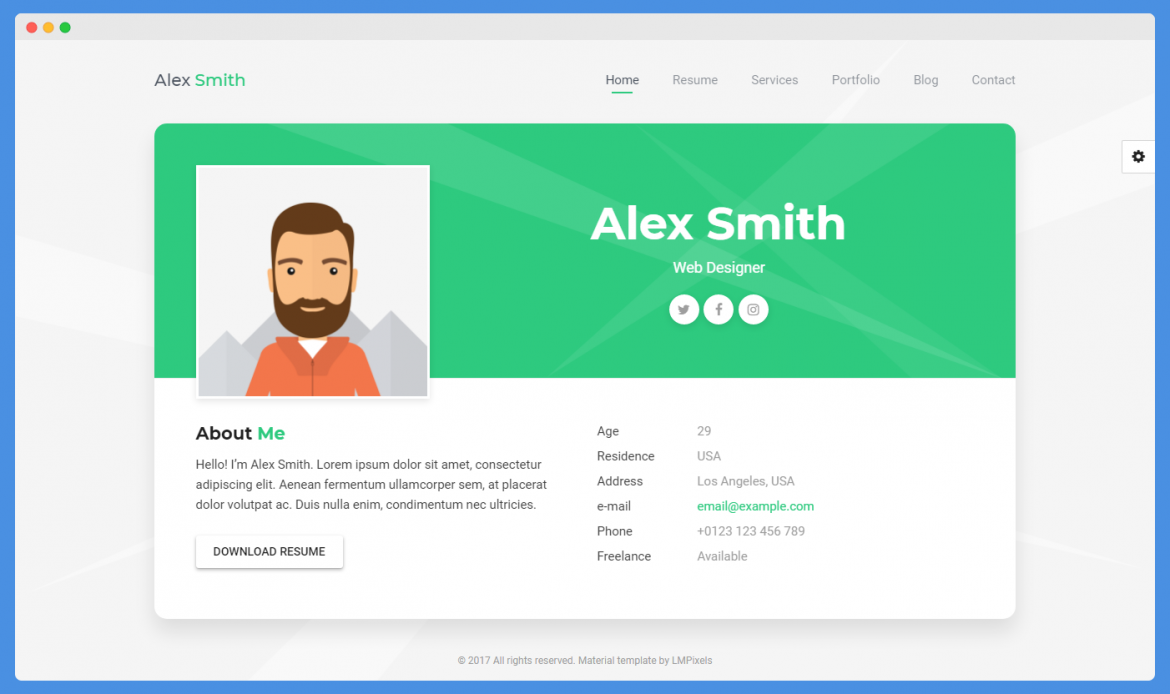 Alex Smith
Home Resume Services Portfolio Blog Contact
Alex Smith
Web Designer
About Me
Hello! I’m Alex Smith. Lorem ipsum dolor sit amet, consectetur
adipiscing elit. Aenean fermentum ullamcorper sem, at placerat
dolor volutpat ac. Duis nulla enim, condimentum nec ultricies.
DOWNLOAD RESUME
Age 29
Residence USA
Address Los Angeles, USA
e-mail email@example.com
Phone +0123 123 456 789
Freelance Available
© 2017 All rights reserved. Material template by LMPixels